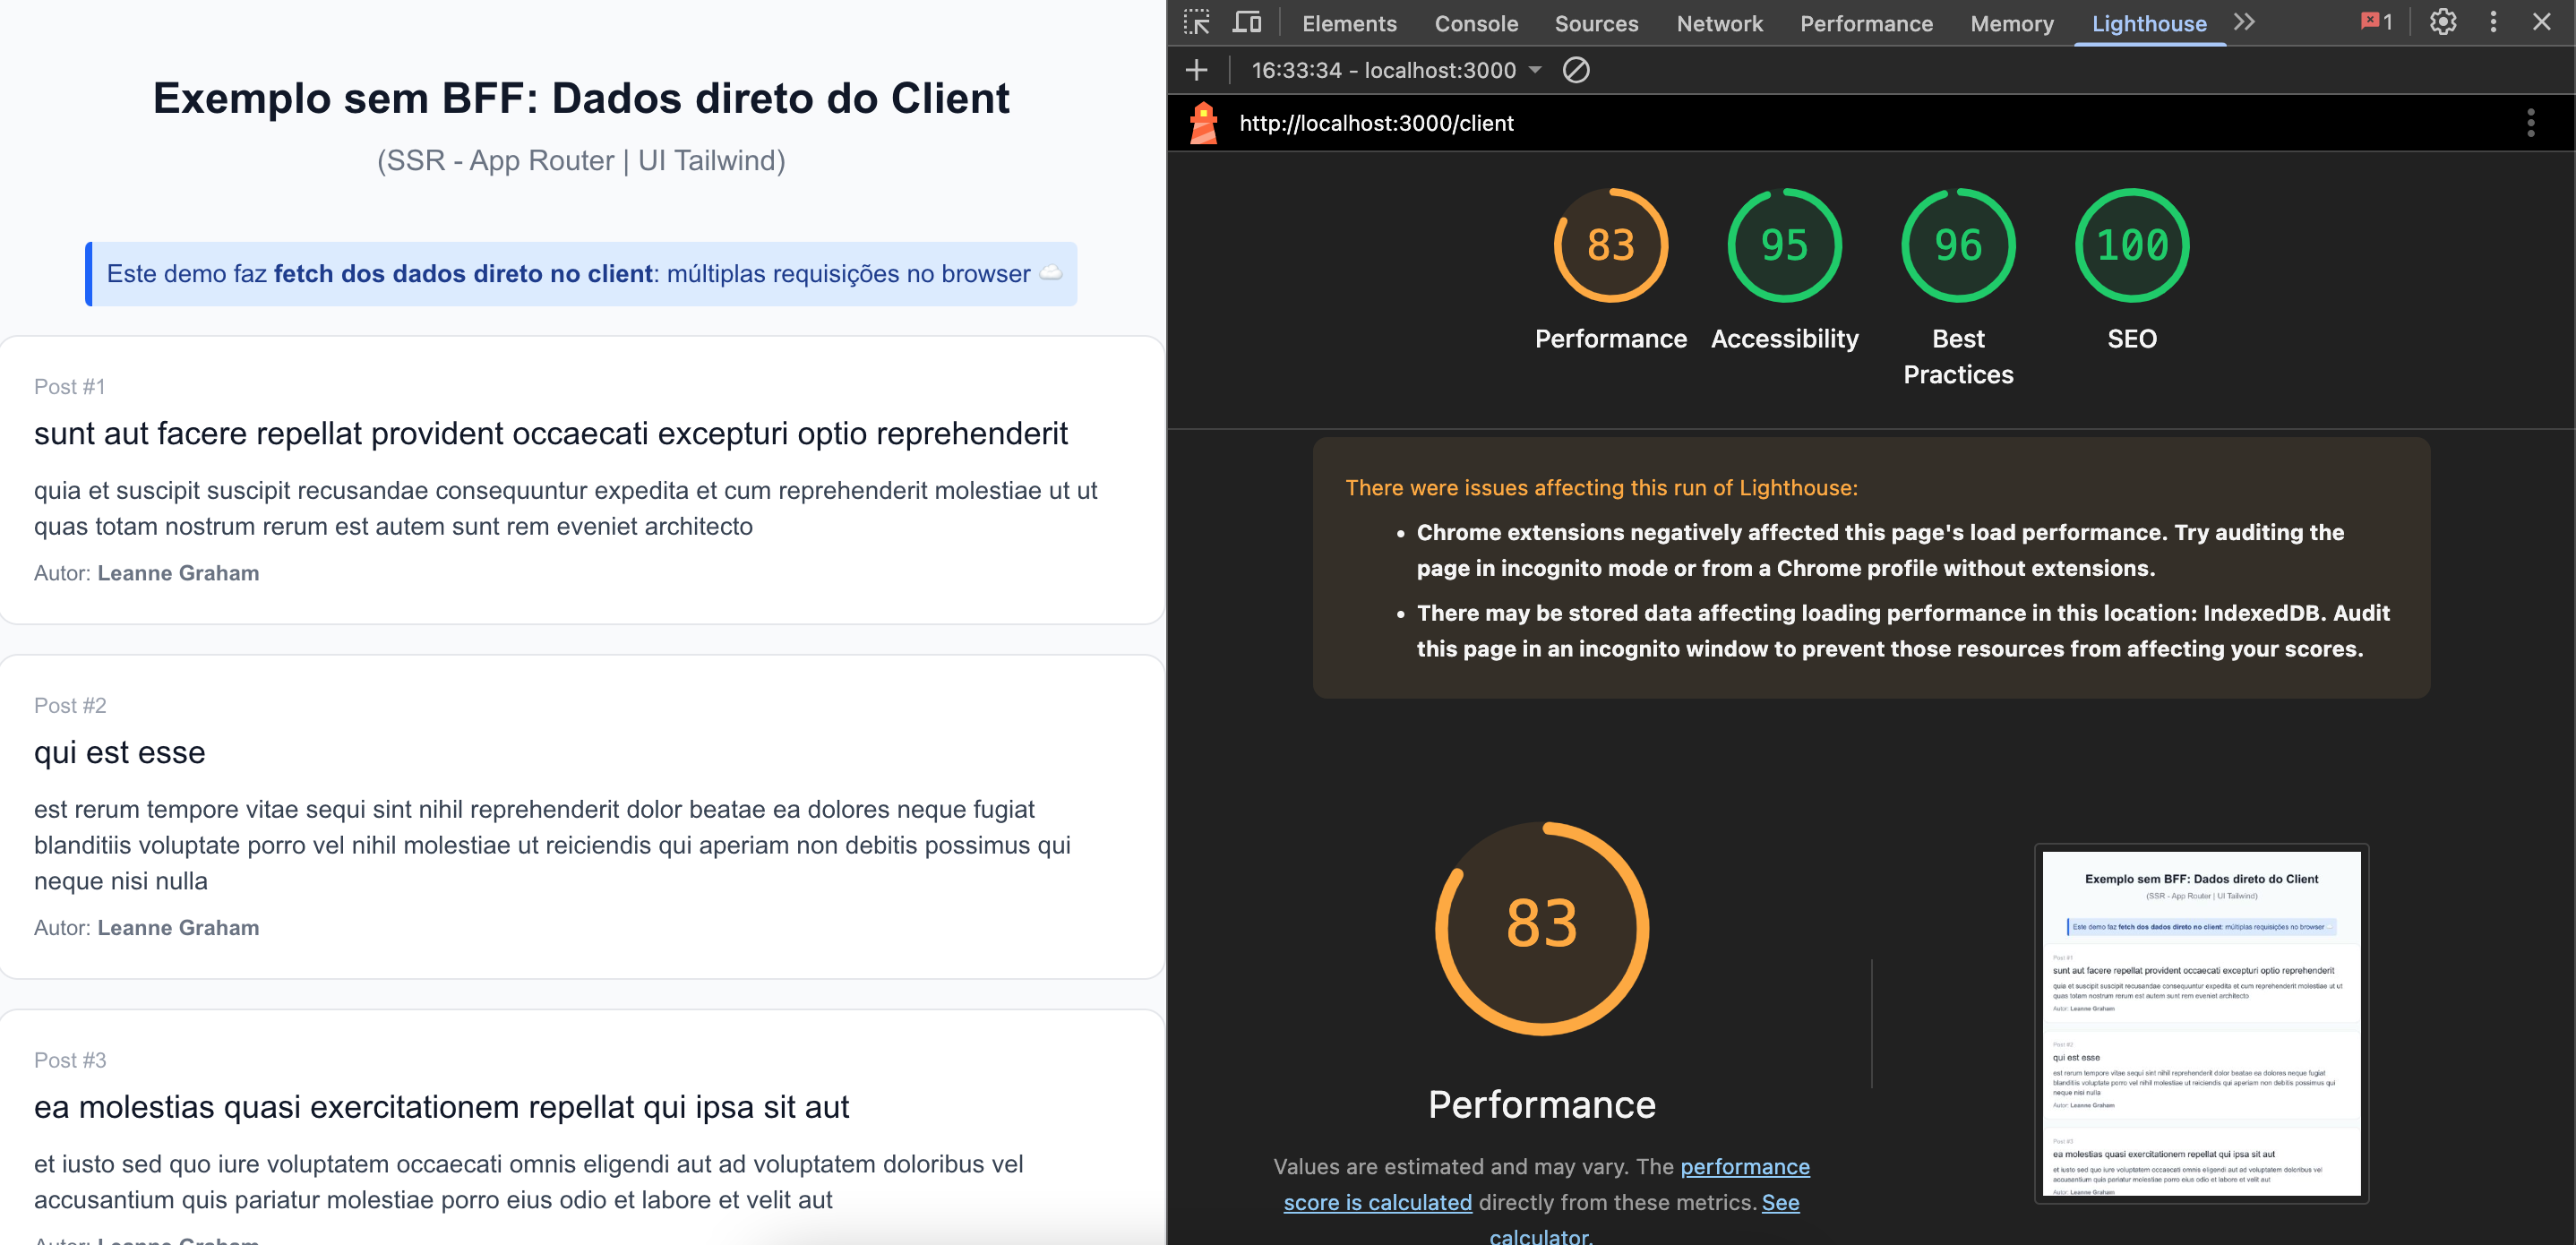 Exemplo sem BFF: Dados direto do Client
(SSR - App Router | UI Tailwind)
Este demo faz fetch dos dados direto no client: múltiplas requisições no browser ☁️
Post #1
sunt aut facere repellat provident occaecati excepturi optio reprehenderit
quia et suscipit suscipit recusandae consequuntur expedita et cum reprehenderit molestiae ut ut
quas totam nostrum rerum est autem sunt rem eveniet architecto
Autor: Leanne Graham
Post #2
qui est esse
est rerum tempore vitae sequi sint nihil reprehenderit dolor beatae ea dolores neque fugiat
blanditiis voluptate porro vel nihil molestiae ut reiciendis qui aperiam non debitis possimus qui
neque nisi nulla
Autor: Leanne Graham
Post #3
ea molestias quasi exercitationem repellat qui ipsa sit aut
et iusto sed quo iure voluptatem occaecati omnis eligendi aut ad voluptatem doloribus vel
accusantium quis pariatur molestiae porro eius odio et labore et velit aut
Autor: Leanne Graham
Elements Console Sources Network Performance Memory Lighthouse 1
16:33:34 - localhost:3000
http://localhost:3000/client
83 95 96 100
Performance Accessibility Best SEO
Practices
There were issues affecting this run of Lighthouse:
• Chrome extensions negatively affected this page's load performance. Try auditing the
page in incognito mode or from a Chrome profile without extensions.
• There may be stored data affecting loading performance in this location: IndexedDB. Audit
this page in an incognito window to prevent those resources from affecting your scores.
83
Performance
Values are estimated and may vary. The performance
score is calculated directly from these metrics. See
calculator.
Exemplo sem BFF: Dados direto do Client
(SSR - App Router | UI Tailwind)
Este demo faz fetch dos dados direto no client: múltiplas requisições no browser
Post #1
sunt aut facere repellat provident occaecati excepturi optio reprehenderit
quia et suscipit suscipit recusandae consequuntur expedita et cum reprehenderit molestiae ut ut
quas totam nostrum rerum est autem sunt rem eveniet architecto
Autor: Leanne Graham
Post #2
qui est esse
est rerum tempore vitae sequi sint nihil reprehenderit dolor beatae ea dolores neque fugiat
blanditiis voluptate porro vel nihil molestiae ut reiciendis qui aperiam non debitis possimus qui
neque nisi nulla
Autor: Leanne Graham
Post #3
ea molestias quasi exercitationem repellat qui ipsa sit aut
et iusto sed quo iure voluptatem occaecati omnis eligendi aut ad voluptatem doloribus vel
accusantium quis pariatur molestiae porro eius odio et labore et velit aut
Autor: Leanne Graham